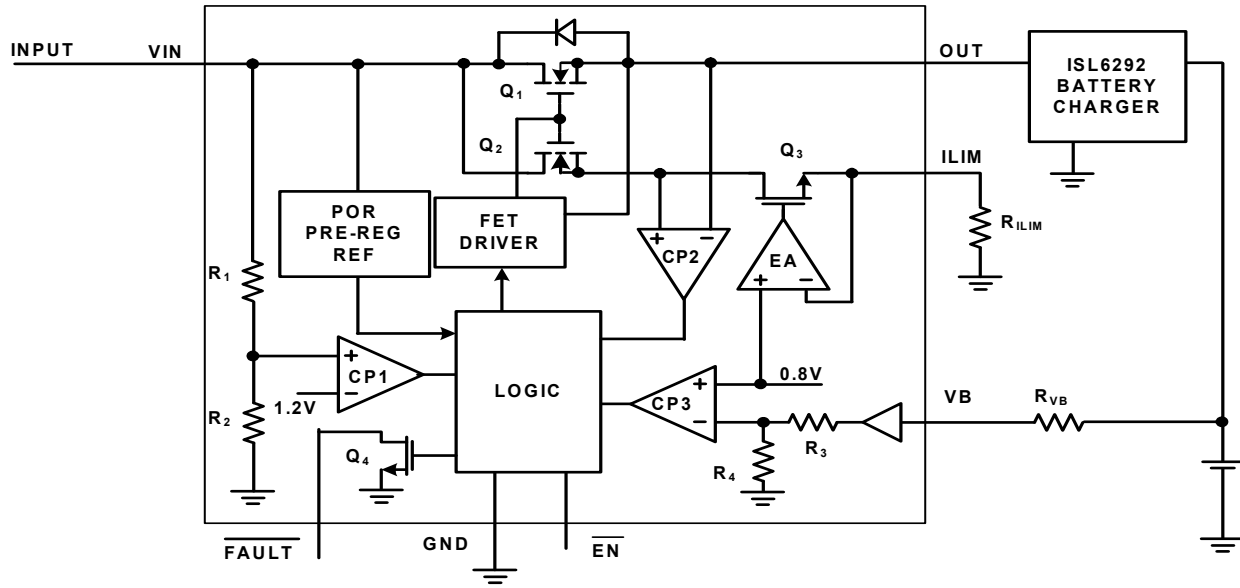 INPUT
VIN
OUT
ISL6292
BATTERY
CHARGER
Q1
Q2
Q3
ILIM
RILIM
POR
PRE-REG
REF
FET
DRIVER
CP2
EA
R1
CP1
1.2V
LOGIC
CP3
0.8V
VB
RVB
R2
R3
R4
Q4
FAULT
GND
EN